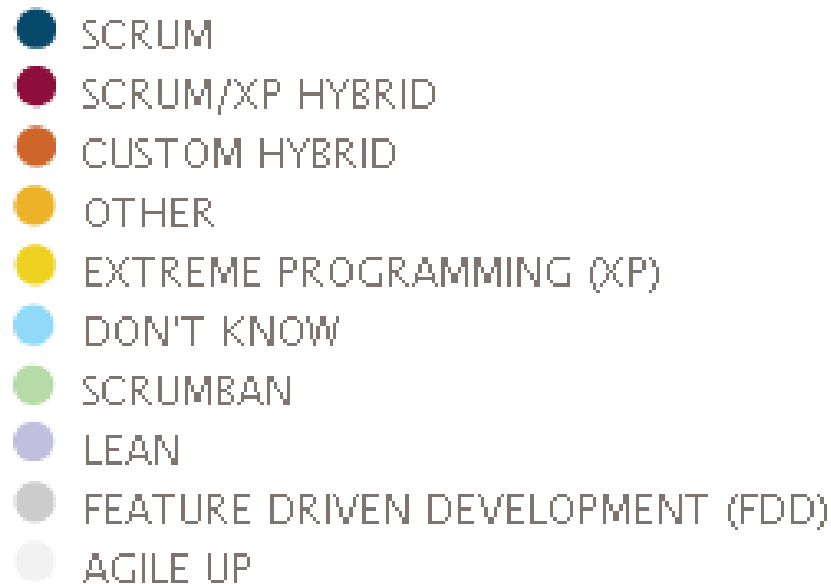 SCRUM
SCRUM/XP HYBRID
CUSTOM HYBRID
OTHER
EXTREME PROGRAMMING (XP)
DON'T KNOW
SCRUMBAN
LEAN
FEATURE DRIVEN DEVELOPMENT (FDD)
AGILE UP